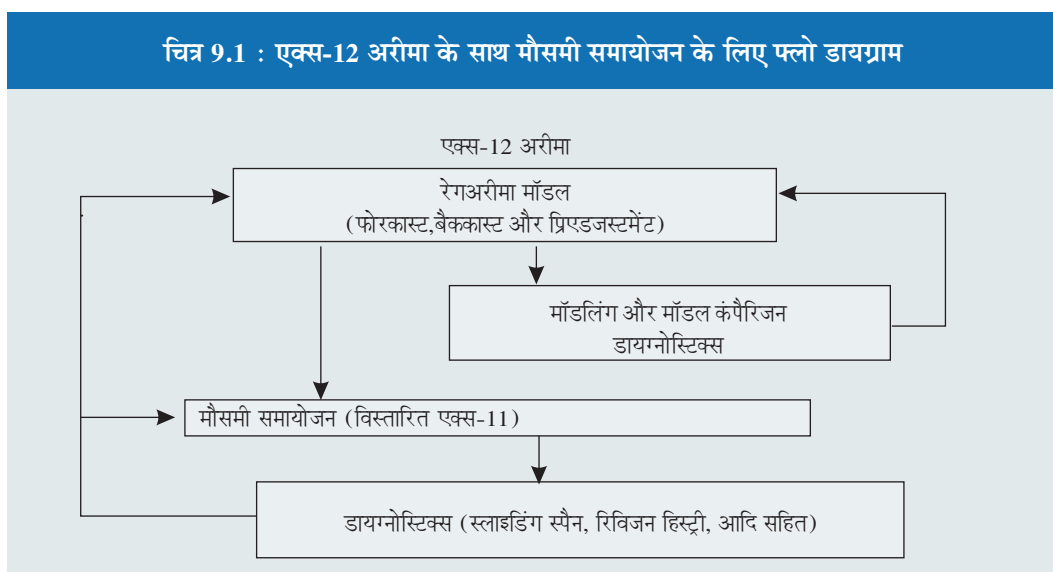 चित्र 9.1 : एक्स-12 अरीमा के साथ मौसमी समायोजन के लिए फ्लो डायग्राम
एक्स-12 अरीमा
रेगअरीमा मॉडल
(फोरकास्ट,बैककास्ट और प्रिएडजस्टमेंट)
मॉडलिंग और मॉडल कंपैरिजन
डायग्नोस्टिक्स
मौसमी समायोजन (विस्तारित एक्स-11)
डायग्नोस्टिक्स (स्लाइडिंग स्पैन, रिविजन हिस्ट्री, आदि सहित)